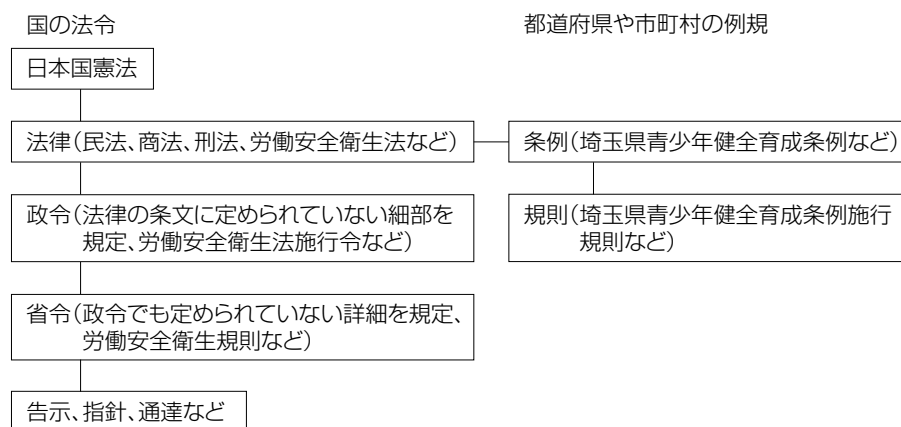 国の法令
都道府県や市町村の例規
日本国憲法
法律（民法、商法、刑法、労働安全衛生法など）
条例（埼玉県青少年健全育成条例など）
政令（法律の条文に定められていない細部を
規定、労働安全衛生法施行令など）
規則（埼玉県青少年健全育成条例施行
規則など）
省令（政令でも定められていない詳細を規定、
労働安全衛生規則など）
告示、指針、通達など